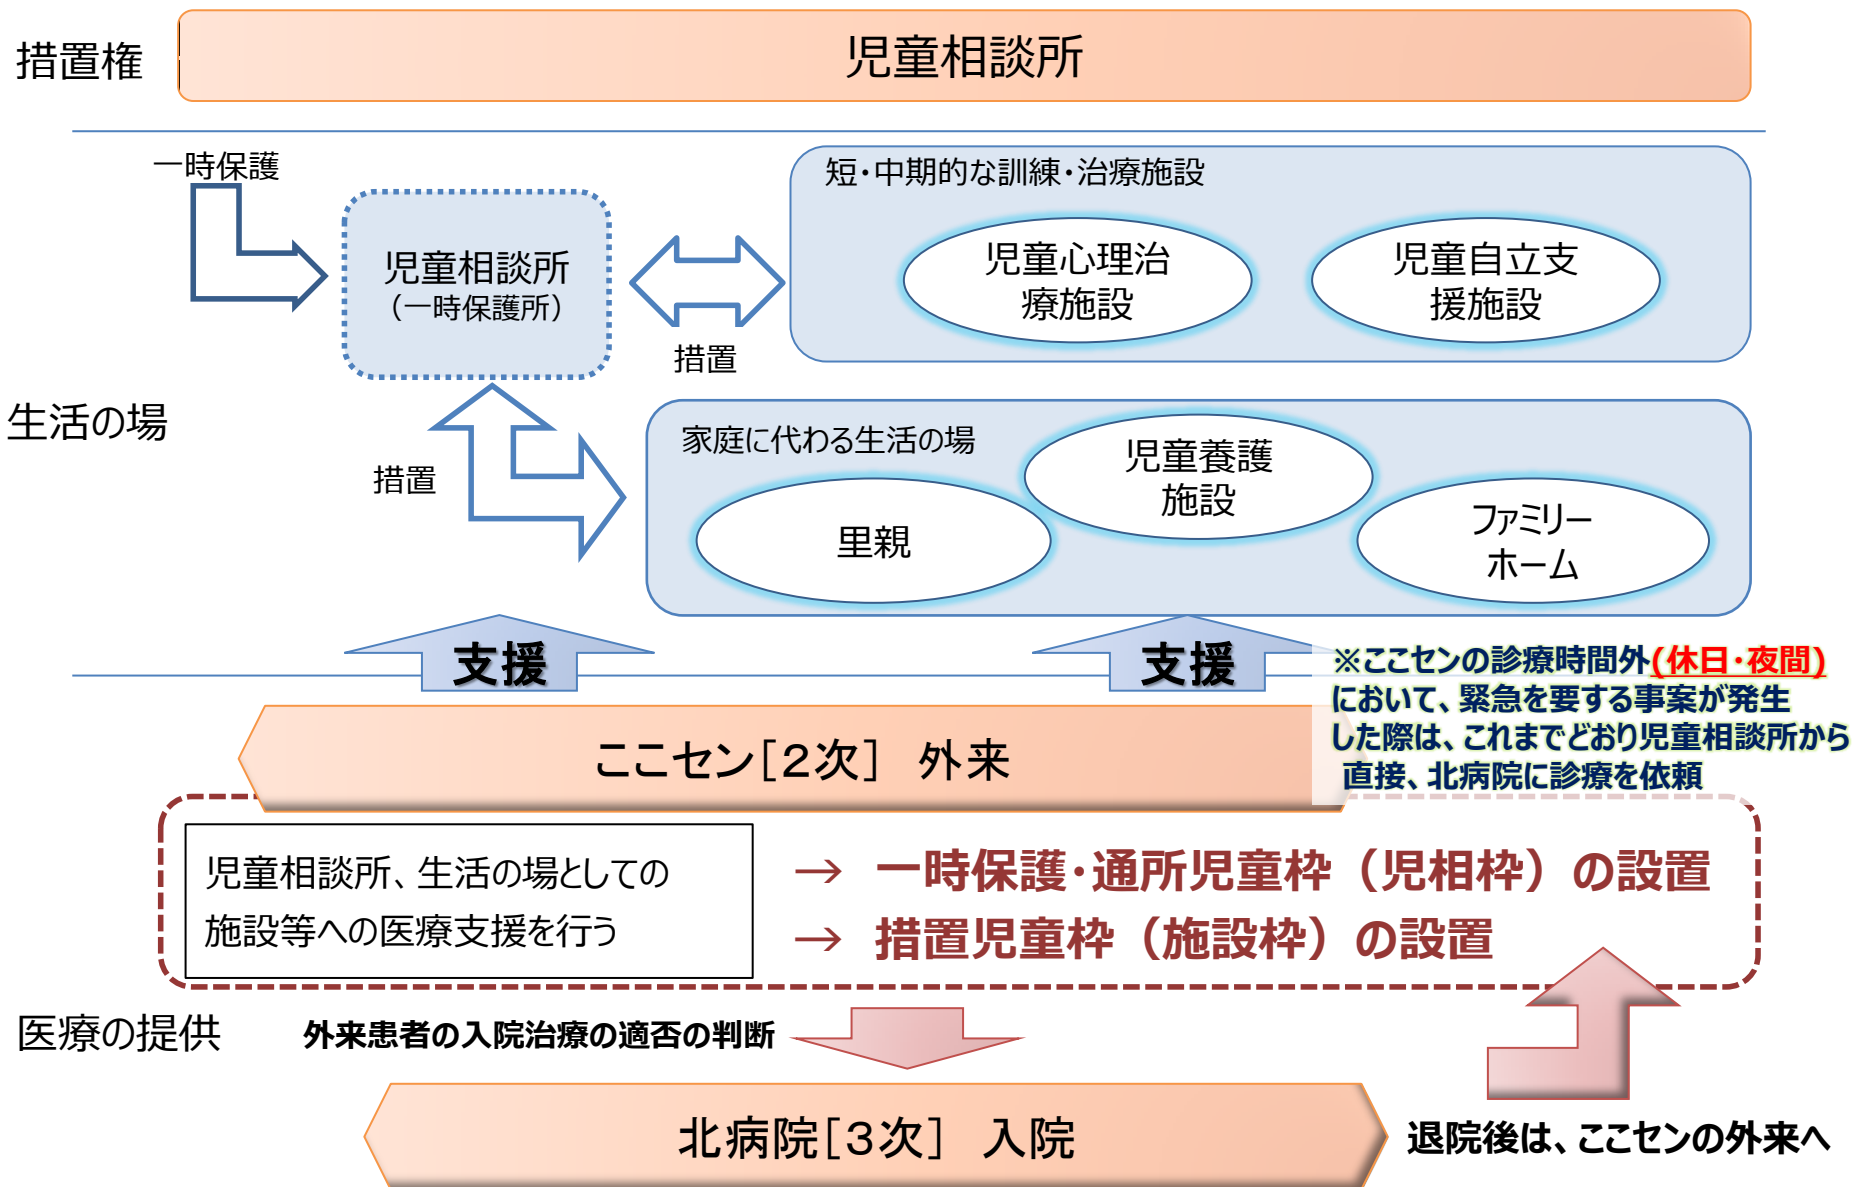 措置権
児童相談所
一時保護
児童相談所
(一時保護所)
措置
短・中期的な訓練・治療施設
児童心理治
療施設
児童自立支
援施設
生活の場
措置
家庭に代わる生活の場
児童養護
施設
里親
ファミリー
ホーム
支援
支援
※ここセンの診療時間外(休日・夜間)
において、緊急を要する事案が発生
した際は、これまでどおり児童相談所から
直接、北病院に診療を依頼
ここセン[2次] 外来
児童相談所、生活の場としての
施設等への医療支援を行う
→ 一時保護・通所児童枠(児相枠)の設置
→ 措置児童枠(施設枠)の設置
医療の提供
外来患者の入院治療の適否の判断
北病院[3次] 入院
退院後は、ここセンの外来へ